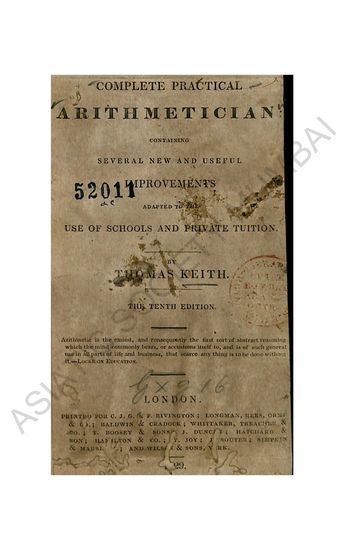 COMPLETE PRACTICAL
ARITHMETICIAN:
CONTAINING
SEVERAL NEW AND USEFUL
IMPROVEMENTS
52011
ADAPTED TO THE
USE OF SCHOOLS AND PRIVATE TUITION.
BY
THOMAS KEITH.
THE TENTH EDITION.
Arithmetic is the easiest, and consequently the first sort of abstract reasoning
which the mind commonly bears, or accustoms itself to, and is of such general
use in all parts of life and business, that scarce any thing is to be done without
it.—LOCKE ON EDUCATION.
LONDON.
PRINTED FOR C. J. G. & F. RIVINGTON; LONGMAN, REES, ORME
& CO.; BALDWIN & CRADOCK; WHITTAKER, TREACHER &
CO.; T. BOOSEY & SONS; J. DUNCAN; HATCHARD &
SON; HAMILTON & CO.; T. JOY; J. SOUTER; SIMPKIN
& MARSHALL; AND WILSON & SONS, YORK.
29.